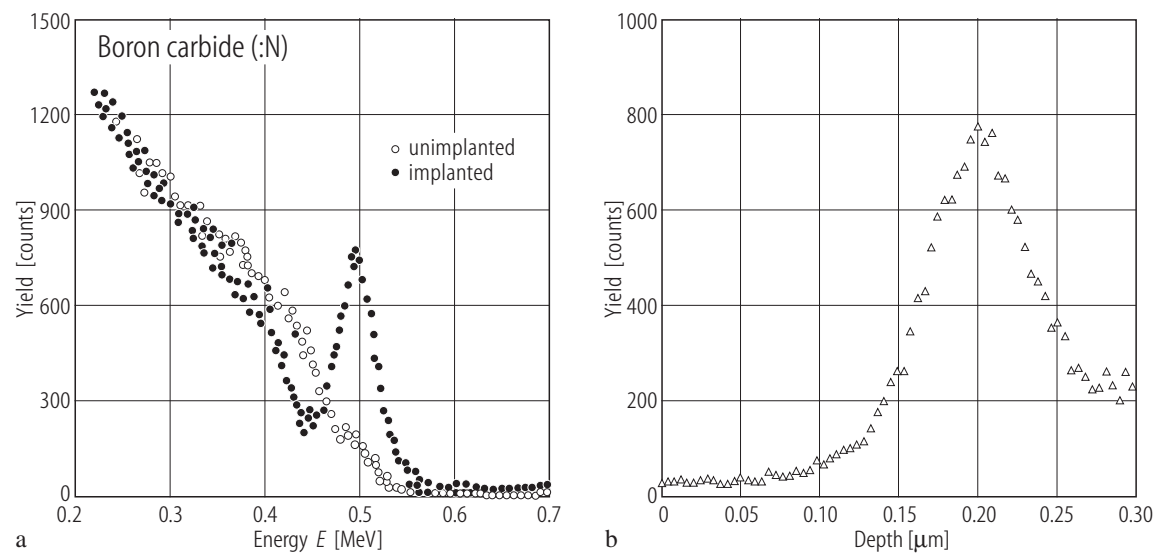 1500
1200
900
600
300
0
Yield [counts]
Boron carbide (:N)
unimplanted
implanted
0.2 0.3 0.4 0.5 0.6 0.7
a Energy E [MeV]
1000
800
600
400
200
0
Yield [counts]
0 0.05 0.10 0.15 0.20 0.25 0.30
b Depth [μm]